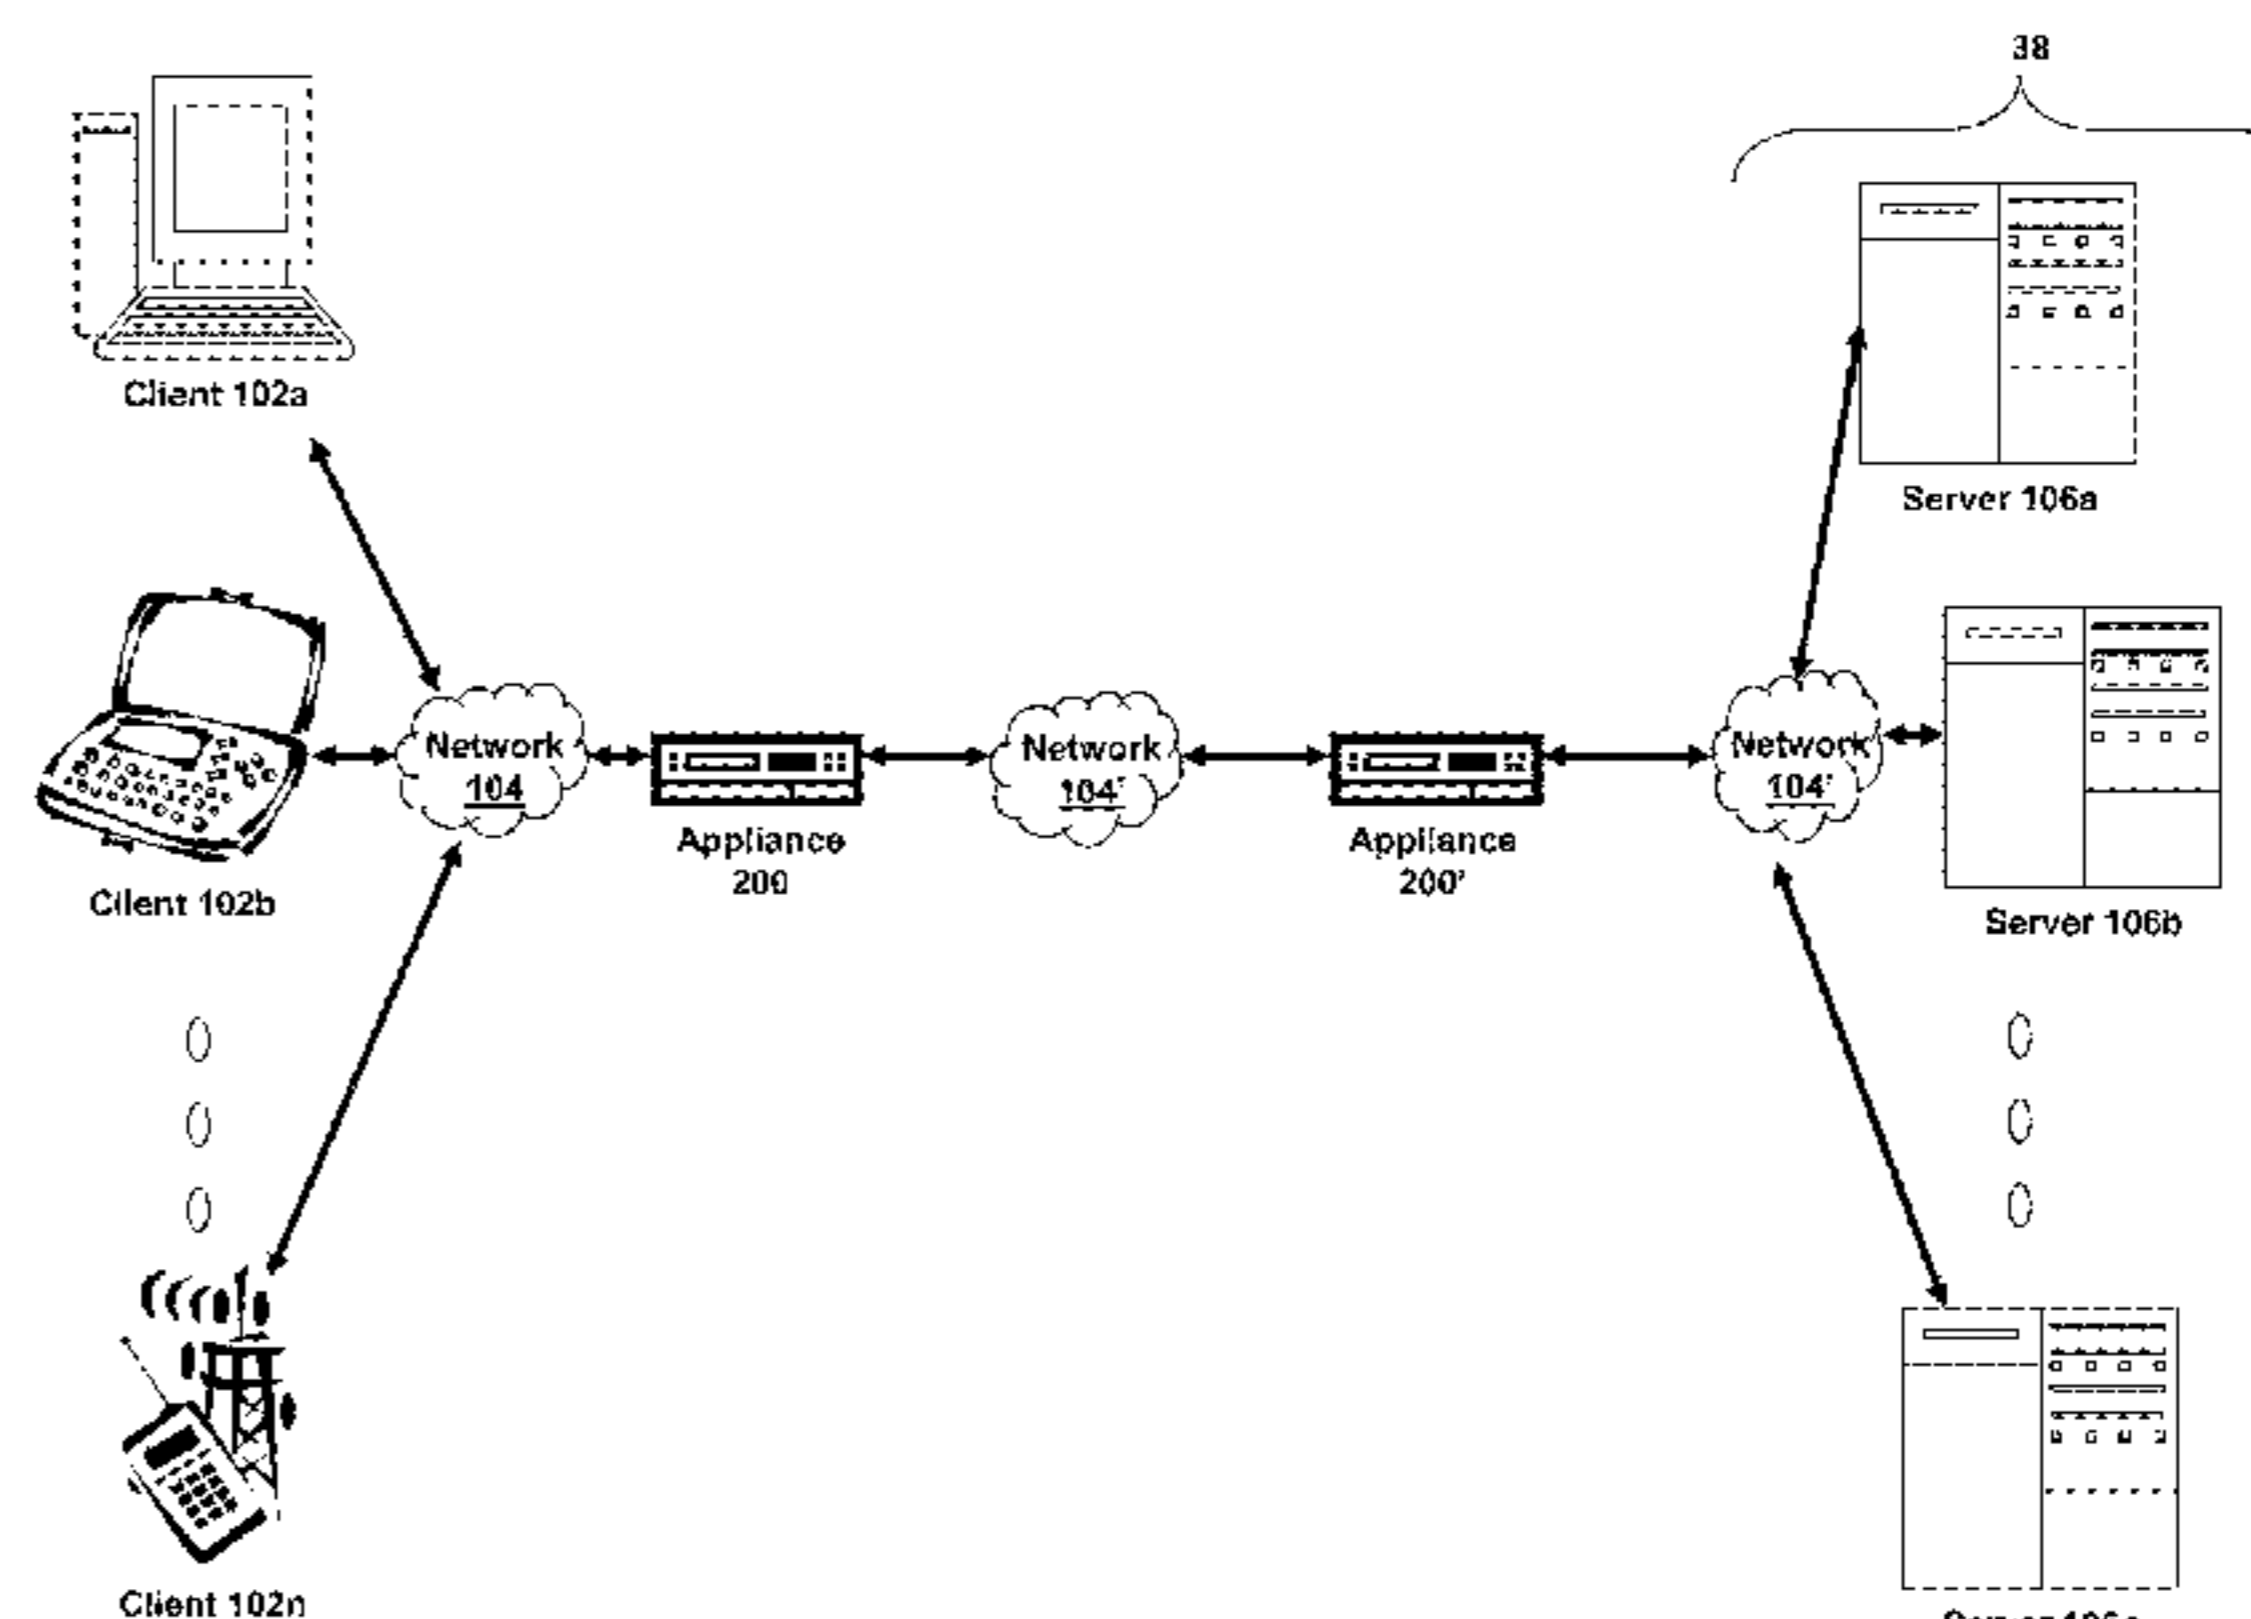 38
Client 102a
Server 106a
Network
104
Network
104'
Network
104'
Appliance
200
Appliance
200'
Client 102b
Server 106b
Client 102n